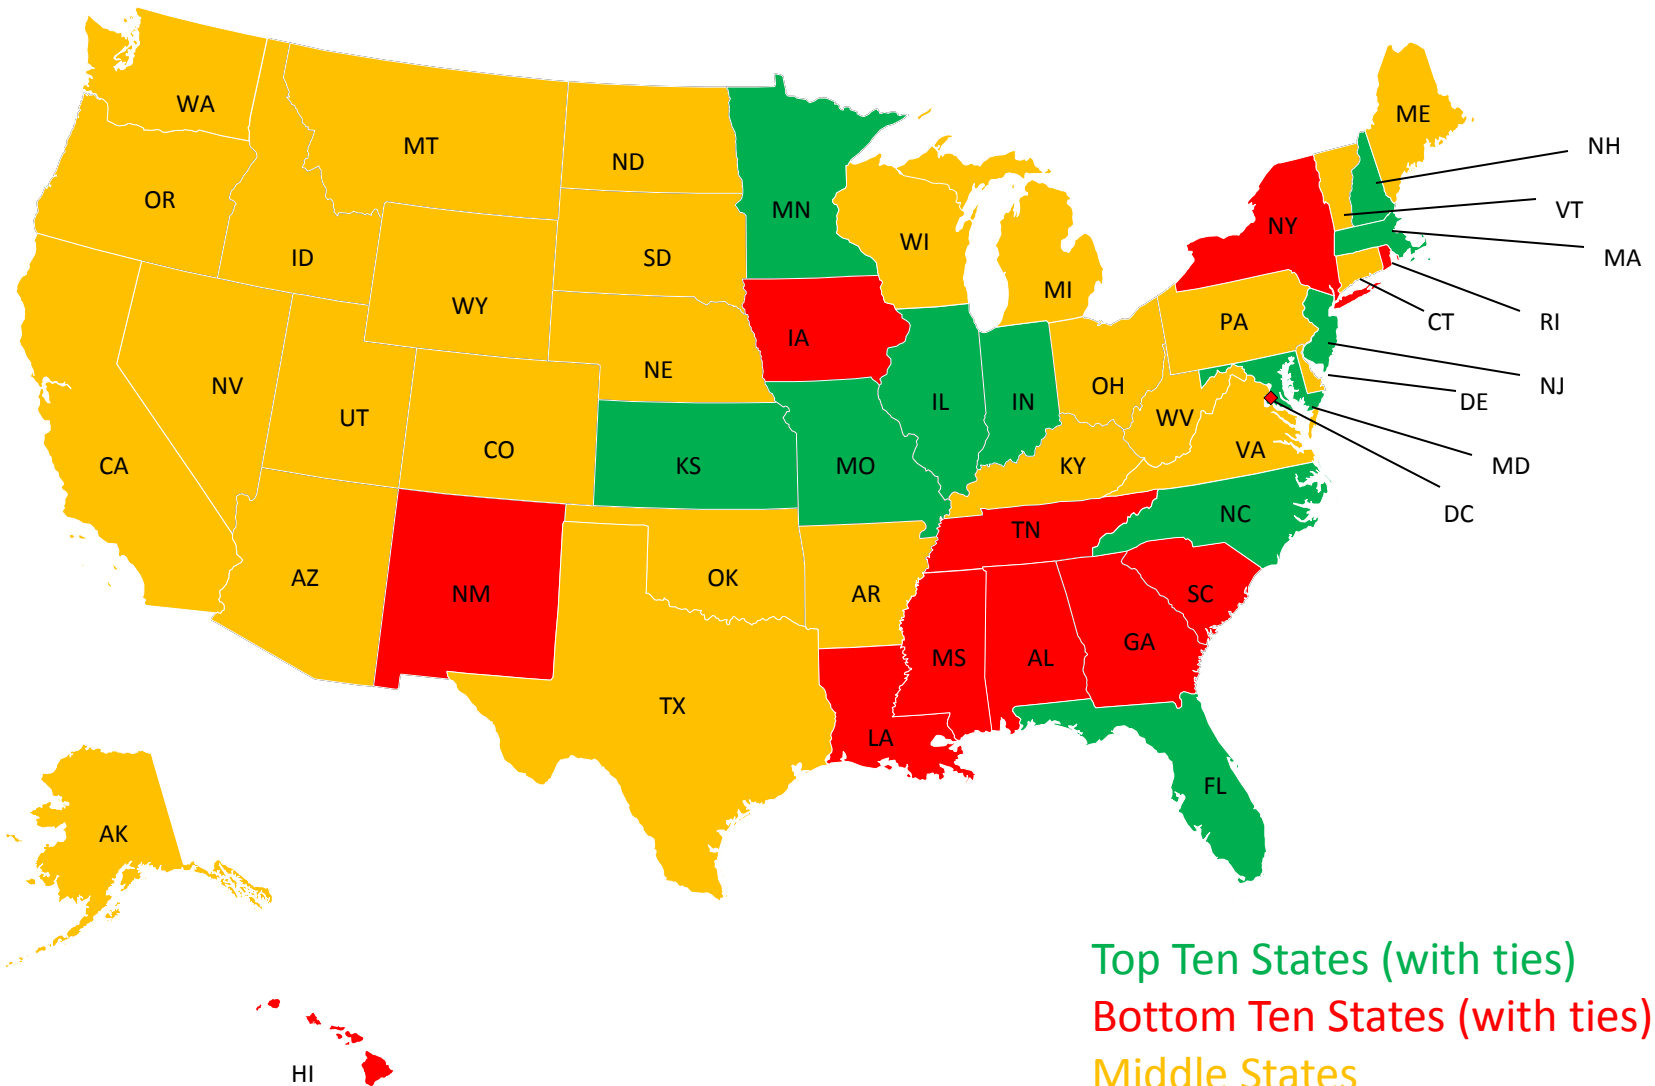 WA
MT
ND
MN
ME
NH
OR
ID
SD
WI
NY
VT
MA
WY
MI
IA
PA
CT
RI
NE
NV
OH
IL
IN
NJ
DE
UT
WV
CO
CA
KS
MO
KY
VA
MD
NC
DC
TN
AZ
NM
OK
AR
SC
MS
AL
GA
TX
LA
FL
AK
HI
Top Ten States (with ties)
Bottom Ten States (with ties)
Middle States